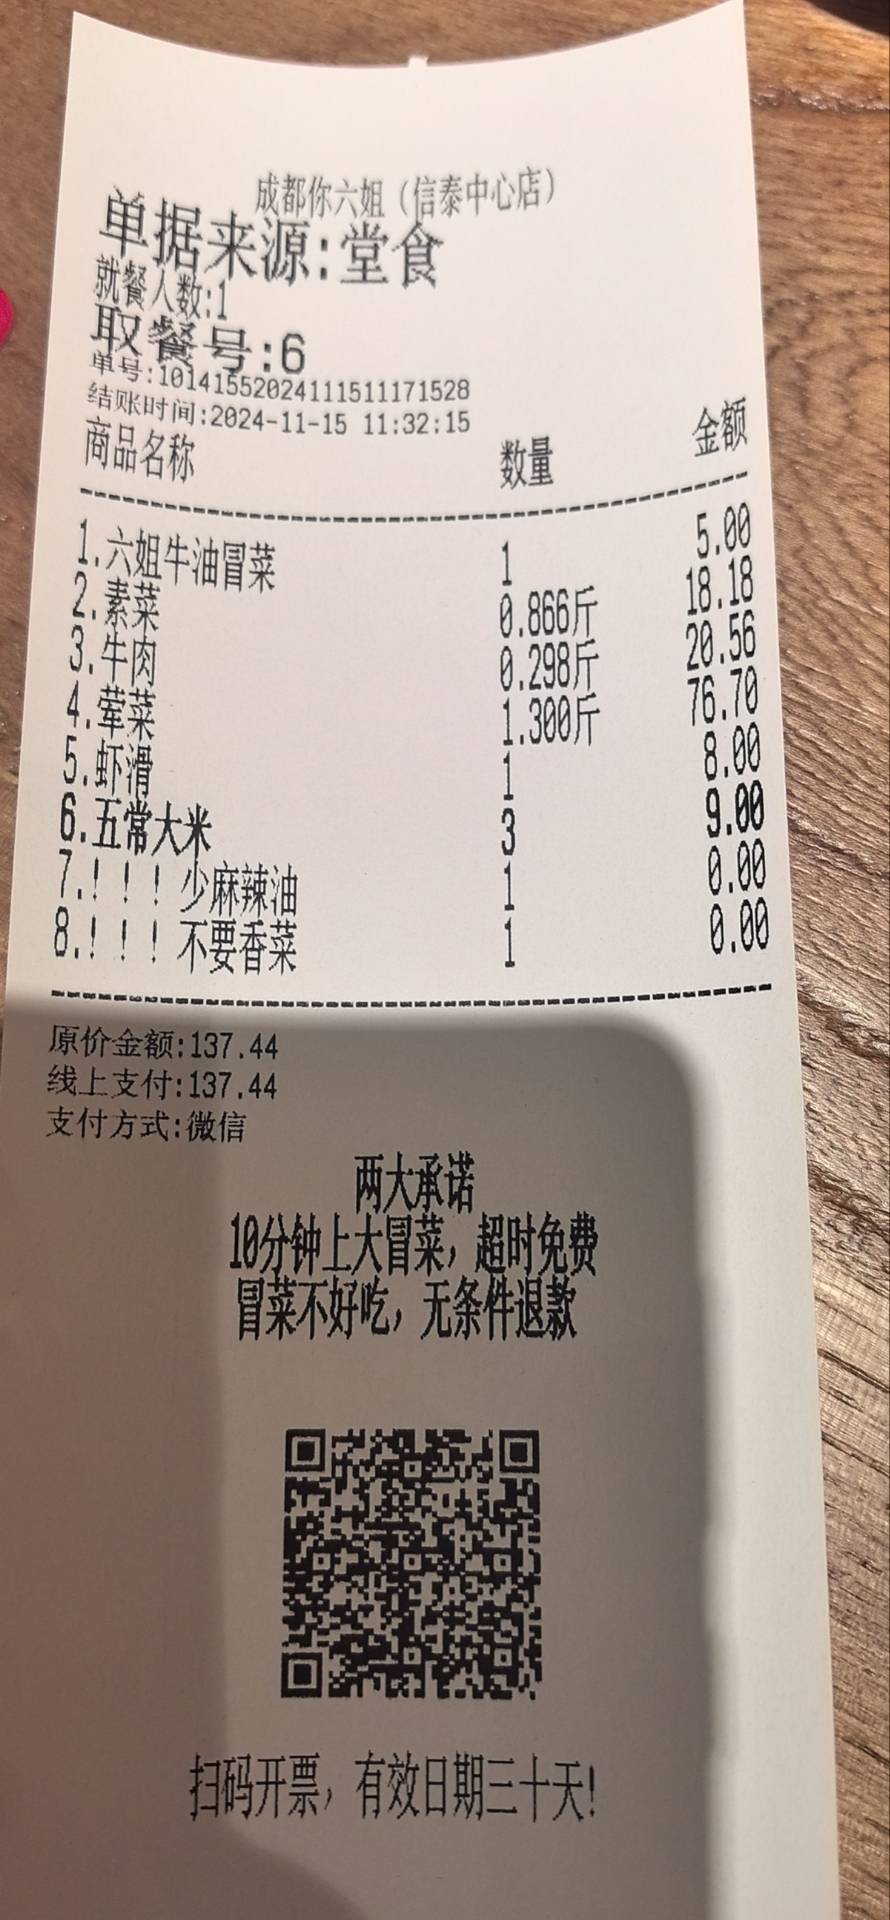 成都你六姐（信泰中心店）
单据来源:堂食
就餐人数:1
取餐号:6
单号:10141552024111511171528
结账时间:2024-11-15 11:32:15
商品名称 数量 金额
1.六姐牛油冒菜 1 5.00
2.素菜 0.866斤 18.18
3.牛肉 0.298斤 20.56
4.荤菜 1.300斤 76.70
5.虾滑 1 8.00
6.五常大米 3 9.00
7.！！！少麻辣油 1 0.00
8.！！！不要香菜 1 0.00
原价金额:137.44
线上支付:137.44
支付方式:微信
两大承诺
10分钟上大冒菜，超时免费
冒菜不好吃，无条件退款
扫码开票，有效日期三十天!